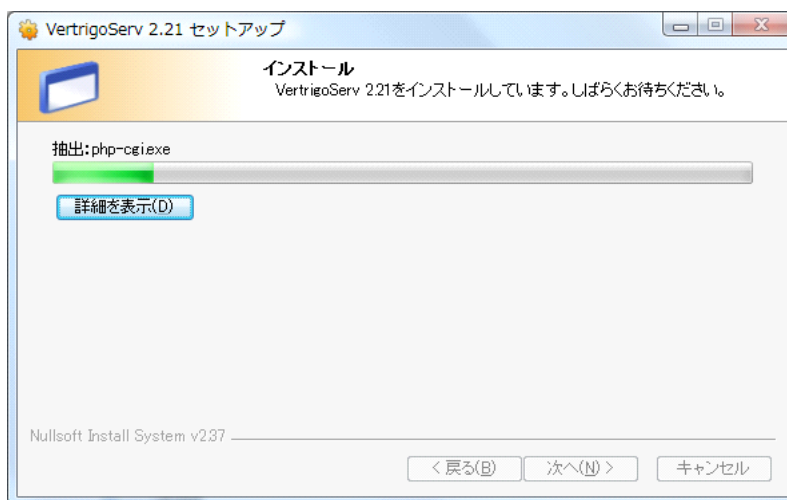 VertrigoServ 2.21 セットアップ
インストール
VertrigoServ 2.21をインストールしています。しばらくお待ちください。
抽出:php-cgi.exe
詳細を表示(D)
Nullsoft Install System v2.37
< 戻る(B)
次へ(N) >
キャンセル